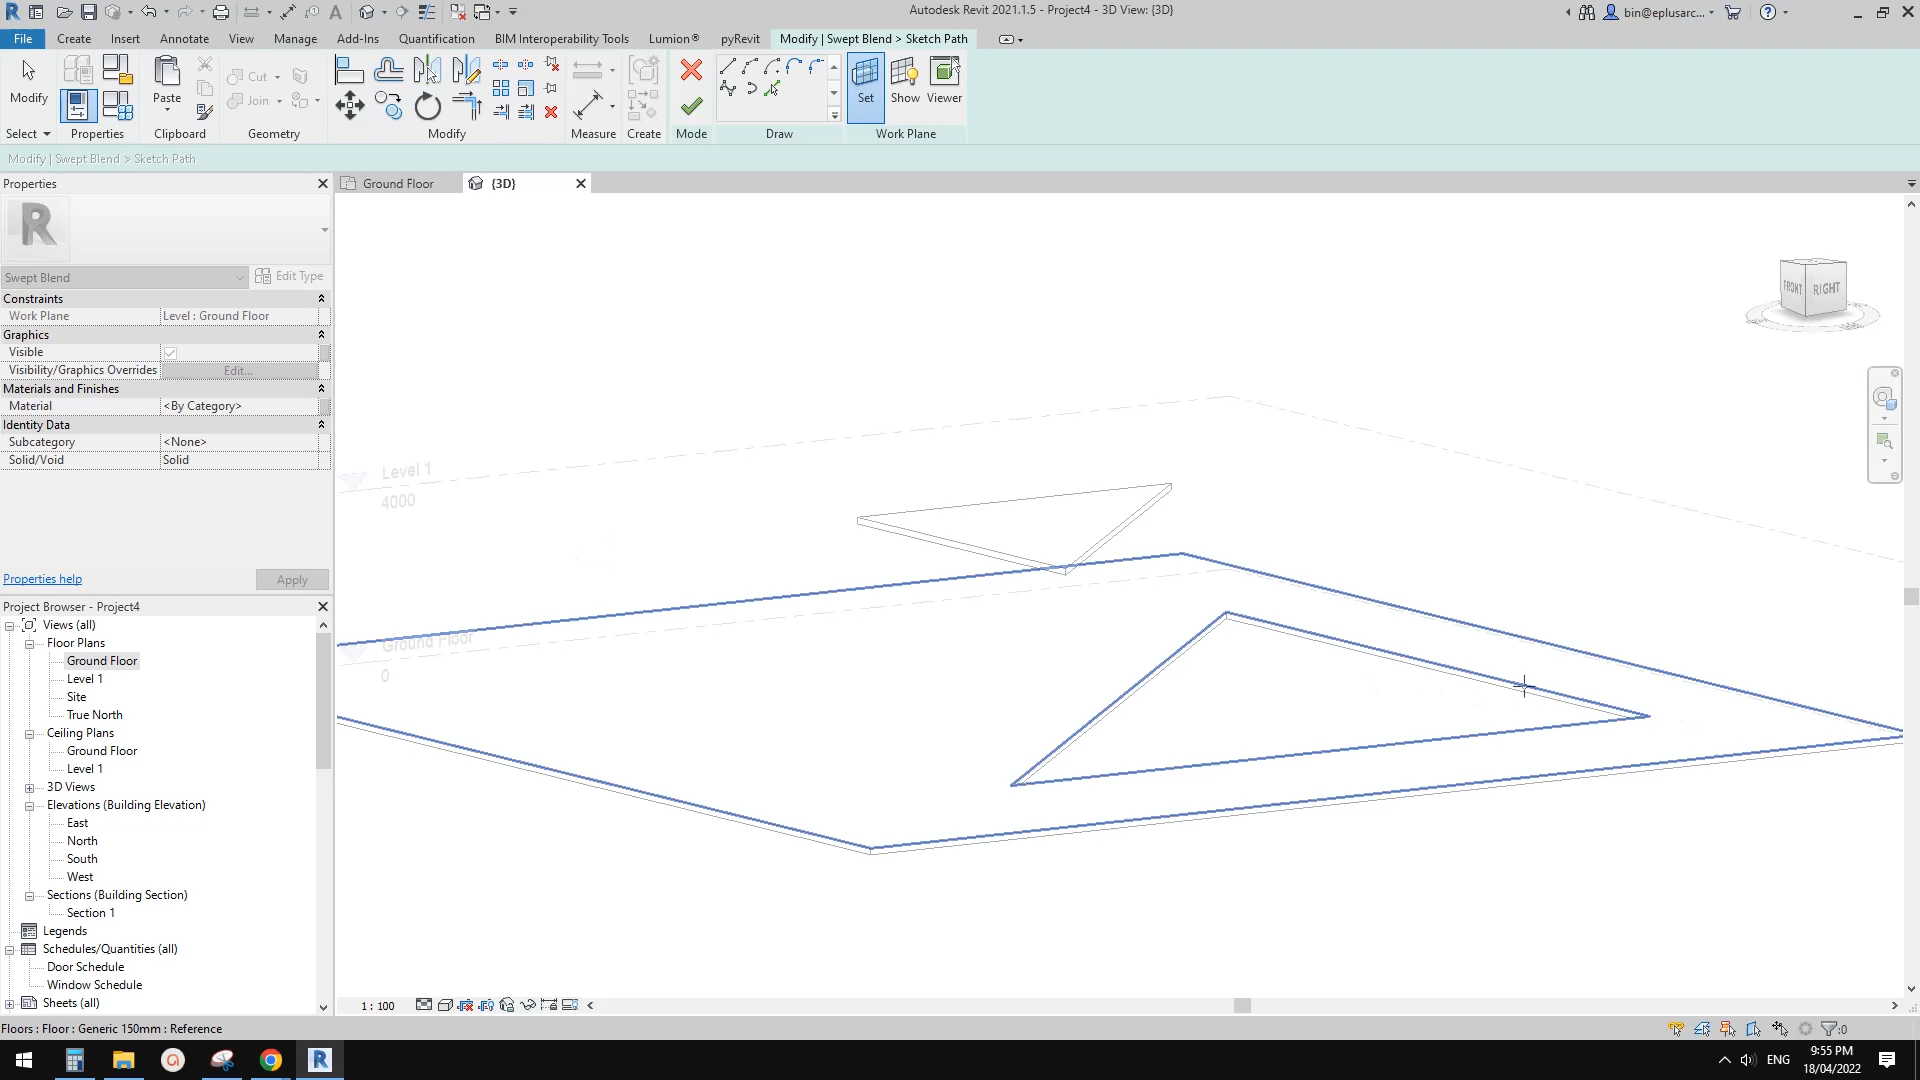 Autodesk Revit 2021.1.5 - Project4 - 3D View: {3D}
bin@eplusarc...
File
Create
Insert
Annotate
View
Manage
Add-Ins
Quantification
BIM Interoperability Tools
Lumion®
pyRevit
Modify | Swept Blend > Sketch Path
Modify
Paste
Cut
Join
Set
Show
Viewer
Select
Properties
Clipboard
Geometry
Modify
Measure
Create
Mode
Draw
Work Plane
Modify | Swept Blend > Sketch Path
Properties
Ground Floor
{3D}
Swept Blend
Edit Type
Constraints
Work Plane
Level : Ground Floor
Graphics
Visible
Visibility/Graphics Overrides
Edit...
Materials and Finishes
Material
<By Category>
Identity Data
Subcategory
<None>
Solid/Void
Solid
Properties help
Apply
Project Browser - Project4
Views (all)
Floor Plans
Ground Floor
Level 1
Site
True North
Ceiling Plans
Ground Floor
Level 1
3D Views
Elevations (Building Elevation)
East
North
South
West
Sections (Building Section)
Section 1
Legends
Schedules/Quantities (all)
Door Schedule
Window Schedule
Sheets (all)
Level 1
4000
Ground Floor
0
FRONT
RIGHT
1 : 100
Floors : Floor : Generic 150mm : Reference
:0
ENG
9:55 PM
18/04/2022